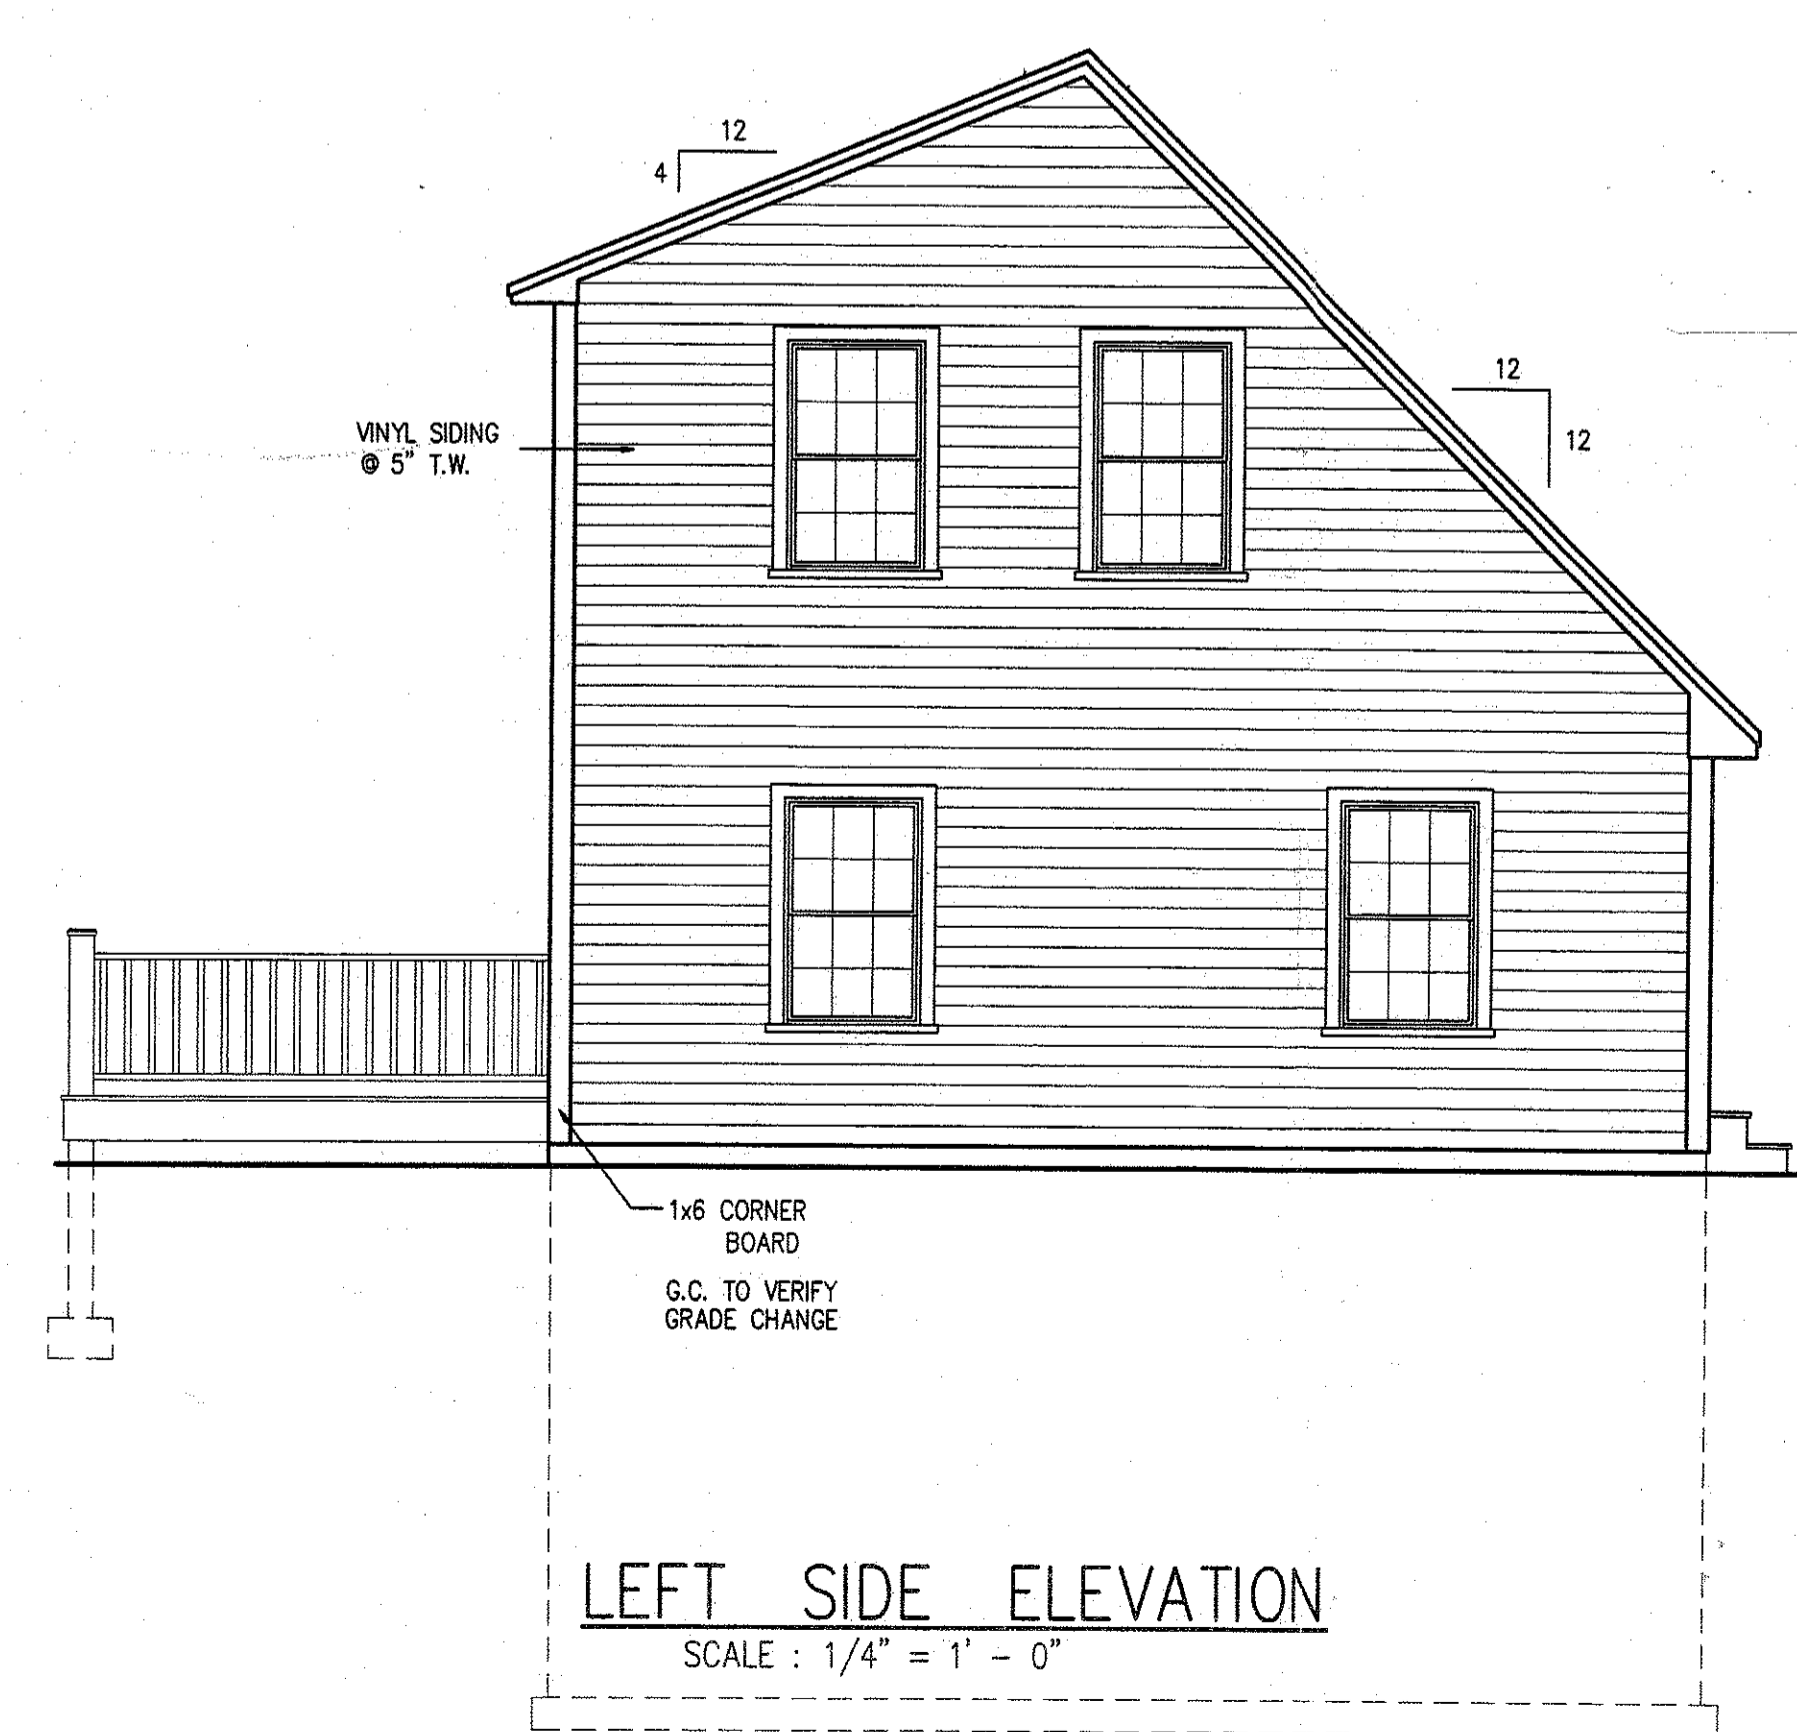 12
4
12
12
VINYL SIDING
@ 5" T.W.
1x6 CORNER
BOARD
G.C. TO VERIFY
GRADE CHANGE
LEFT SIDE ELEVATION
SCALE : 1/4" = 1' - 0"